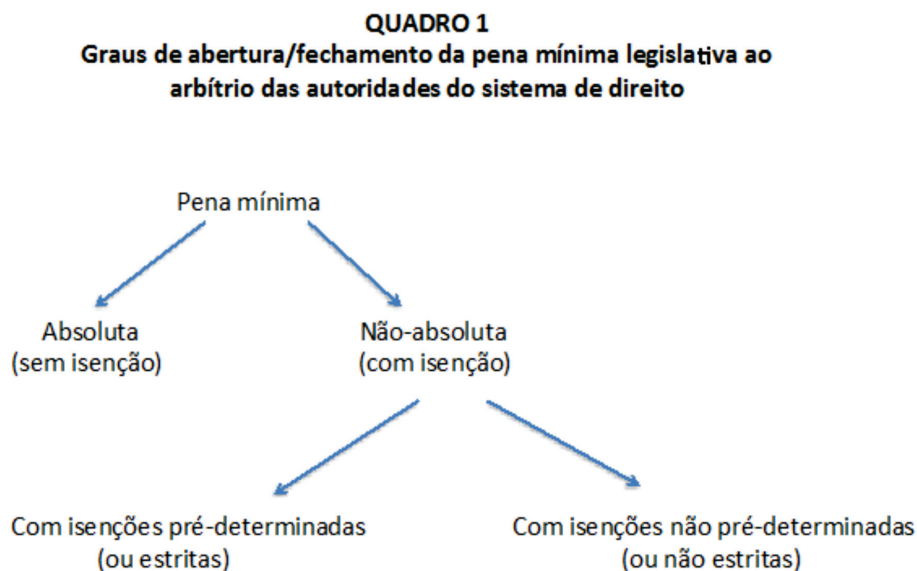 QUADRO 1
Graus de abertura/fechamento da pena mínima legislativa ao
arbítrio das autoridades do sistema de direito
Pena mínima
Absoluta
(sem isenção)
Não-absoluta
(com isenção)
Com isenções pré-determinadas
(ou estritas)
Com isenções não pré-determinadas
(ou não estritas)